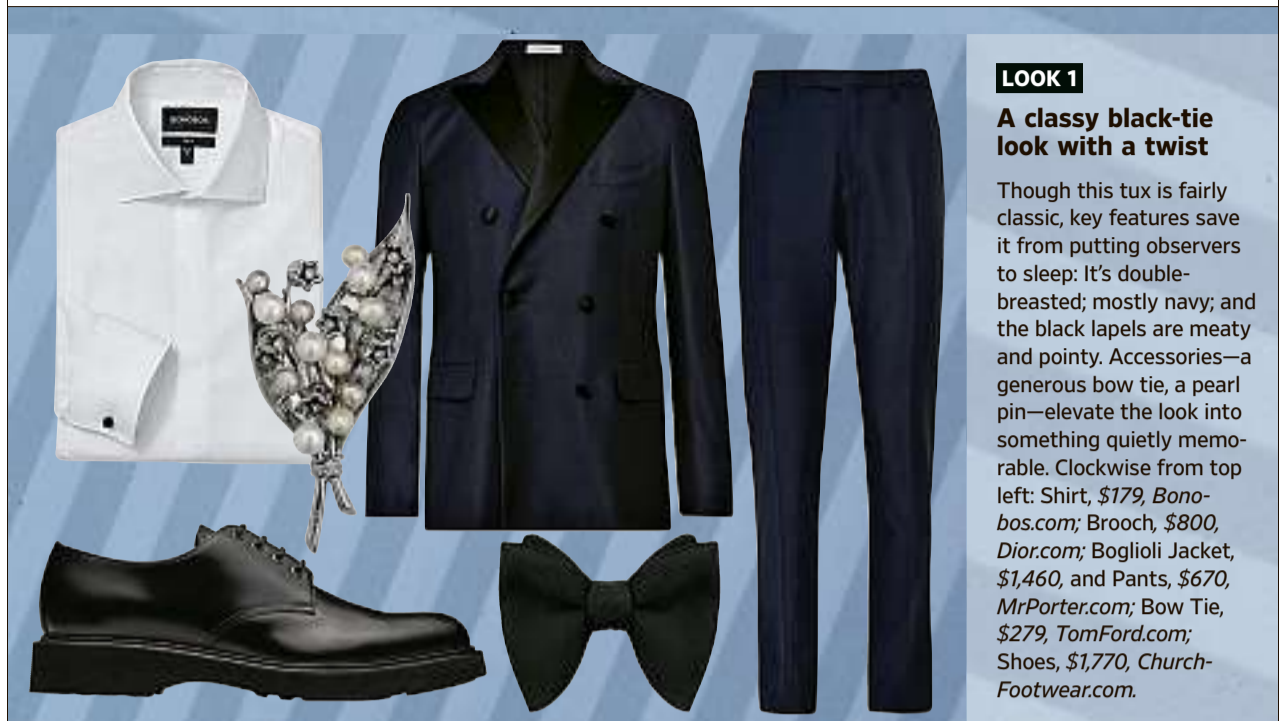 BONOBOS
LOOK 1
A classy black-tie
look with a twist
Though this tux is fairly
classic, key features save
it from putting observers
to sleep: It’s double-
breasted; mostly navy; and
the black lapels are meaty
and pointy. Accessories—a
generous bow tie, a pearl
pin—elevate the look into
something quietly memo-
rable. Clockwise from top
left: Shirt, $179, Bono-
bos.com; Brooch, $800,
Dior.com; Boglioli Jacket,
$1,460, and Pants, $670,
MrPorter.com; Bow Tie,
$279, TomFord.com;
Shoes, $1,770, Church-
Footwear.com.